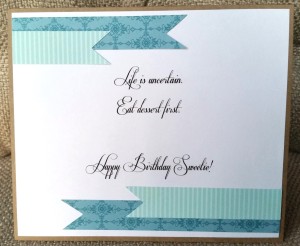 Life is uncertain.
Eat dessert first.
Happy Birthday Sweetie!